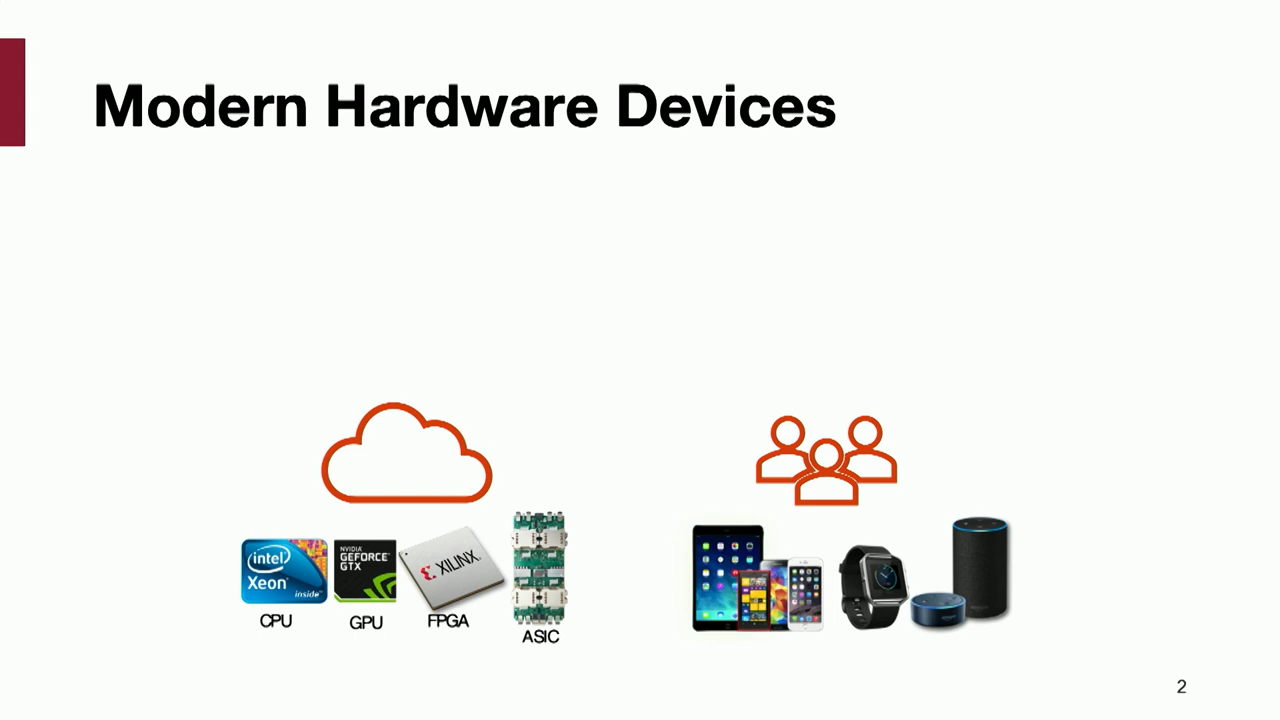 Modern Hardware Devices
intel
Xeon
inside
CPU
NVIDIA
GEFORCE
GTX
GPU
XILINX
FPGA
ASIC
2